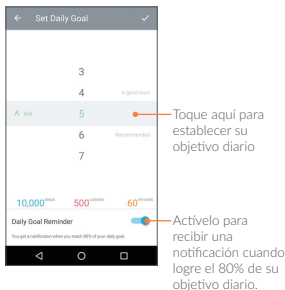 Set Daily Goal
3
4 A good start
km 5
6 Recommended
7
10,000 steps 500 calories 60 minutes
Daily Goal Reminder
You get a notification when you reach 80% of your daily goal.
Toque aquí para
establecer su
objetivo diario
Actívelo para
recibir una
notificación cuando
logre el 80% de su
objetivo diario.